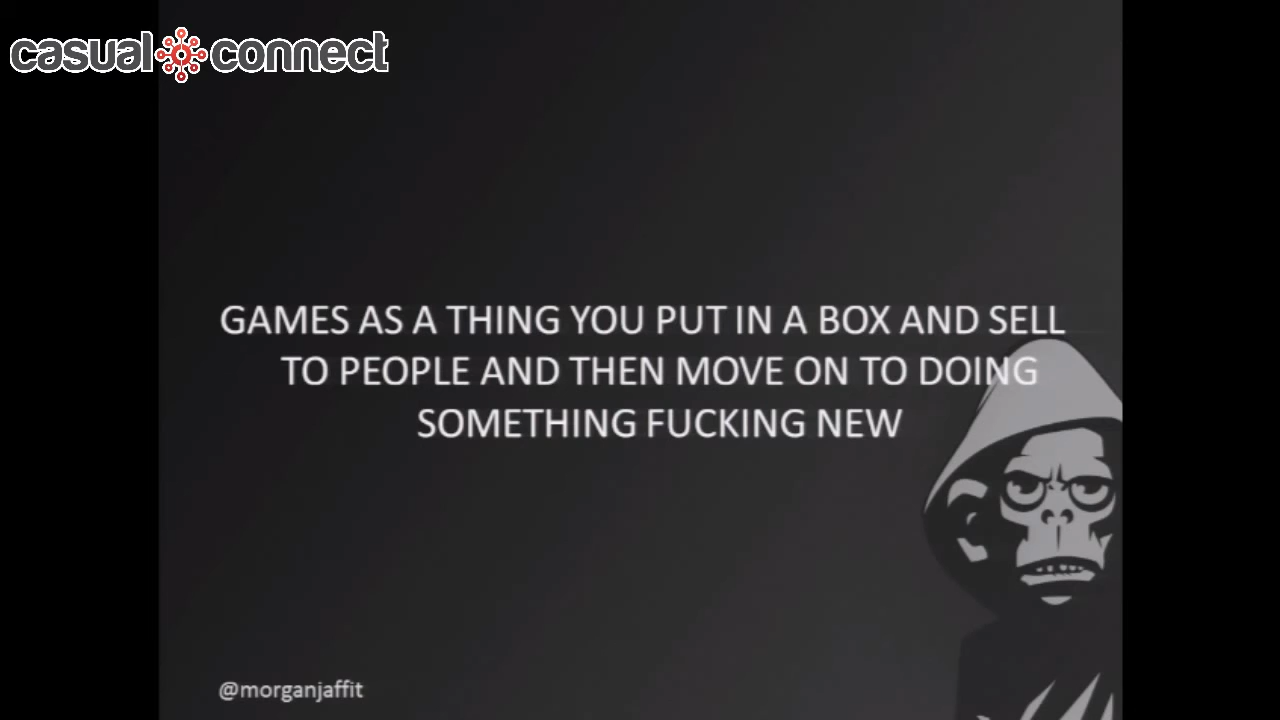 casual connect
GAMES AS A THING YOU PUT IN A BOX AND SELL
TO PEOPLE AND THEN MOVE ON TO DOING
SOMETHING FUCKING NEW
@morganjaffit